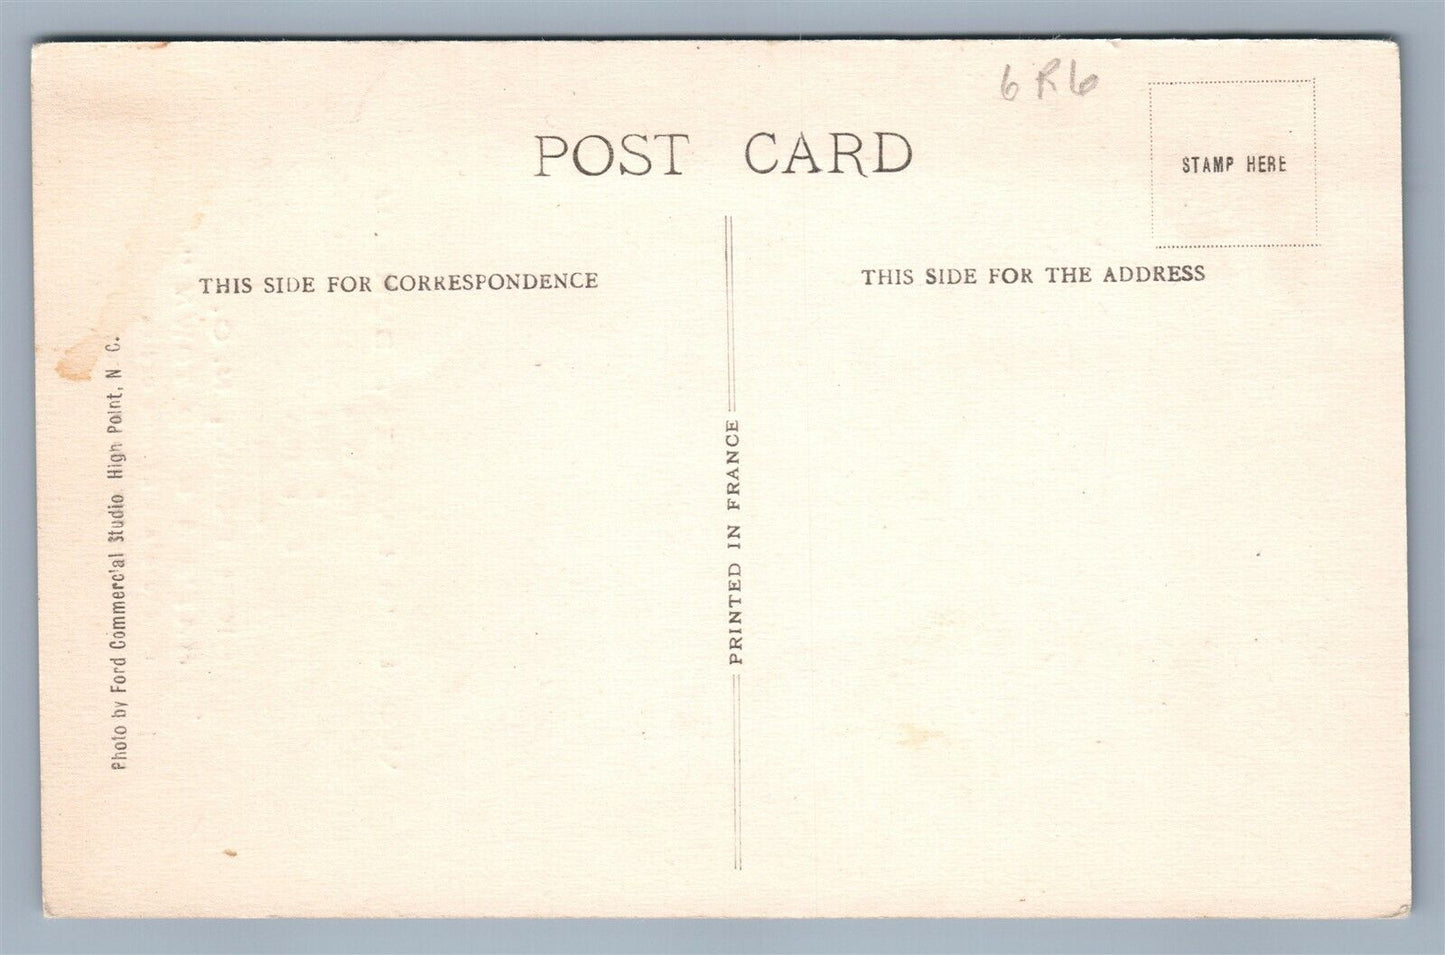 6R6
POST CARD
STAMP HERE
THIS SIDE FOR CORRESPONDENCE
THIS SIDE FOR THE ADDRESS
PRINTED IN FRANCE
Photo by Ford Commercial Studio High Point, N C.